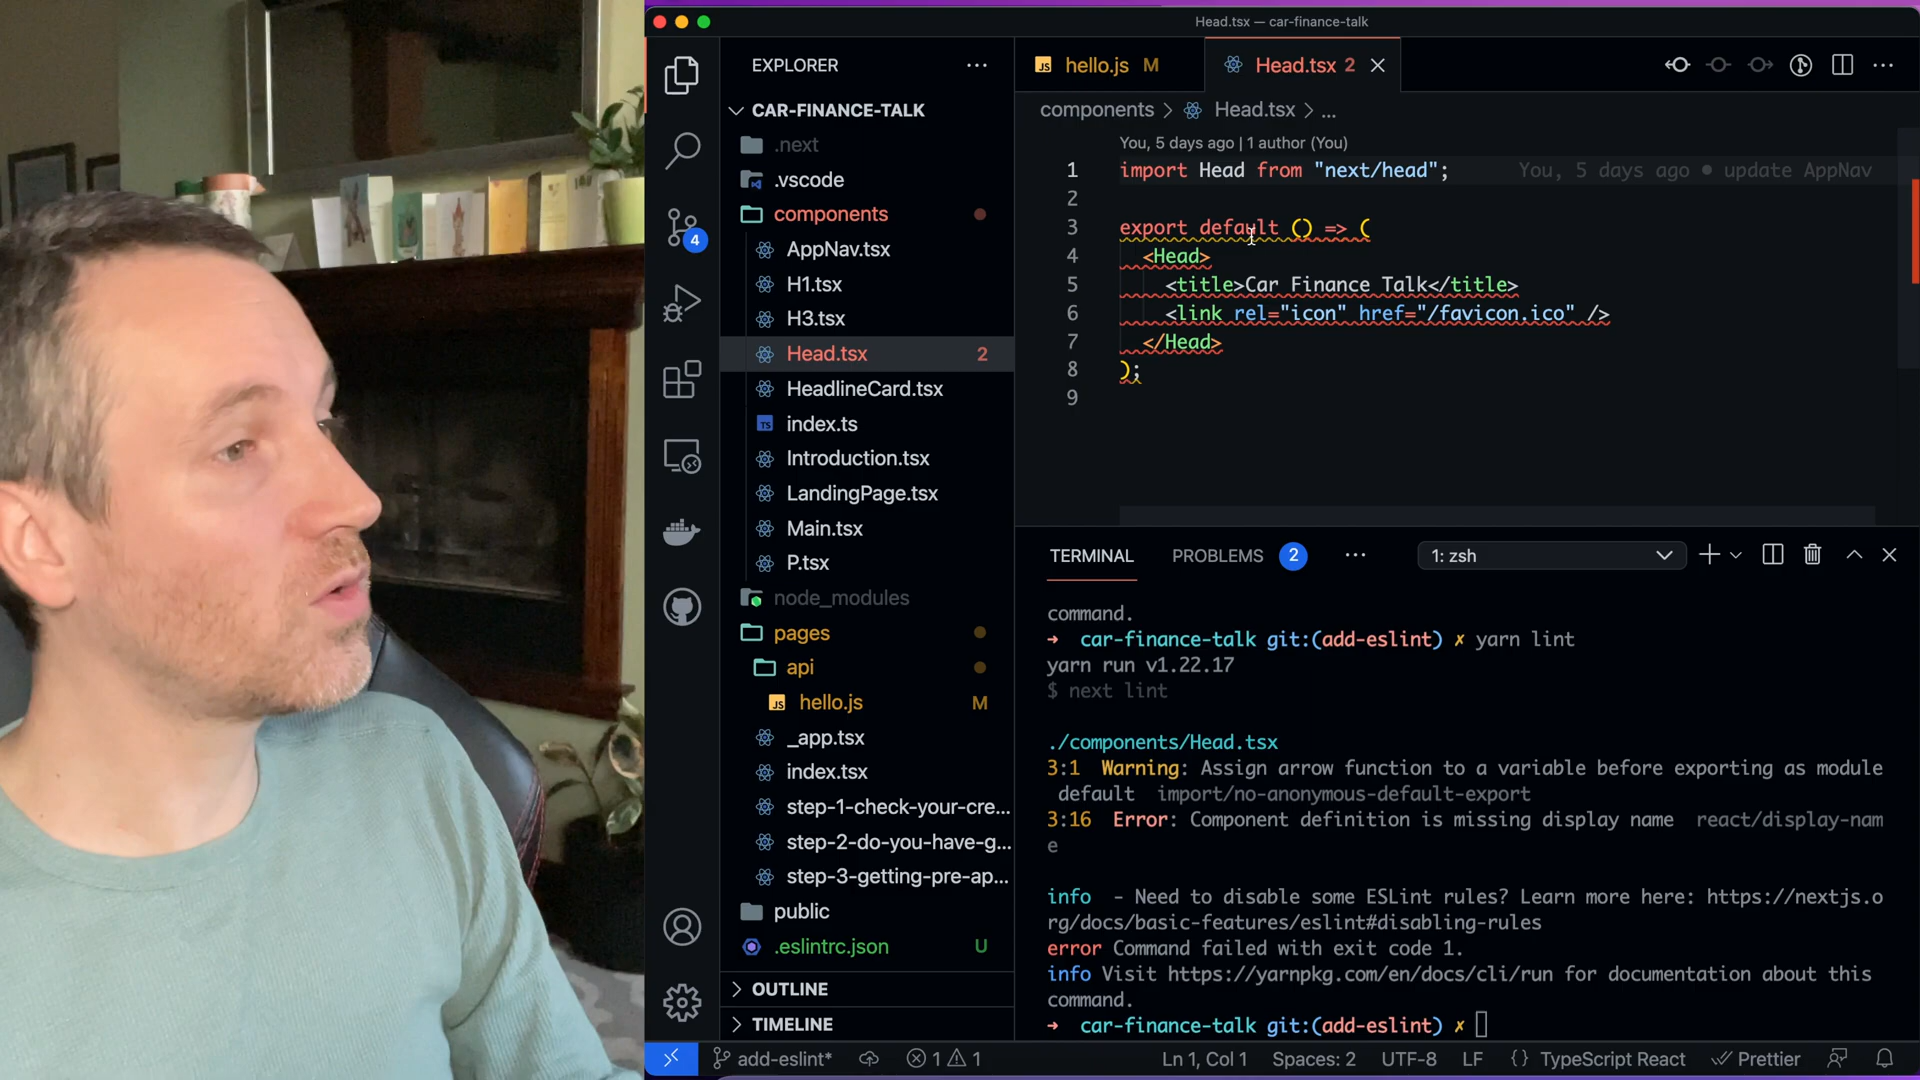 Head.tsx — car-finance-talk
EXPLORER
CAR-FINANCE-TALK
.next
.vscode
components
AppNav.tsx
H1.tsx
H3.tsx
Head.tsx 2
HeadlineCard.tsx
index.ts
Introduction.tsx
LandingPage.tsx
Main.tsx
P.tsx
node_modules
pages
api
hello.js M
_app.tsx
index.tsx
step-1-check-your-cre...
step-2-do-you-have-g...
step-3-getting-pre-ap...
public
.eslintrc.json U
OUTLINE
TIMELINE
4
JS hello.js M
Head.tsx 2
components > Head.tsx > ...
You, 5 days ago | 1 author (You)
1 import Head from "next/head"; You, 5 days ago • update AppNav
2
3 export default () => (
4 <Head>
5 <title>Car Finance Talk</title>
6 <link rel="icon" href="/favicon.ico" />
7 </Head>
8 );
9
TERMINAL PROBLEMS 2 ... 1: zsh
command.
→ car-finance-talk git:(add-eslint) ✗ yarn lint
yarn run v1.22.17
$ next lint
./components/Head.tsx
3:1 Warning: Assign arrow function to a variable before exporting as module
default import/no-anonymous-default-export
3:16 Error: Component definition is missing display name react/display-nam
e
info - Need to disable some ESLint rules? Learn more here: https://nextjs.o
rg/docs/basic-features/eslint#disabling-rules
error Command failed with exit code 1.
info Visit https://yarnpkg.com/en/docs/cli/run for documentation about this
command.
→ car-finance-talk git:(add-eslint) ✗
add-eslint* 1 1 Ln 1, Col 1 Spaces: 2 UTF-8 LF {} TypeScript React Prettier